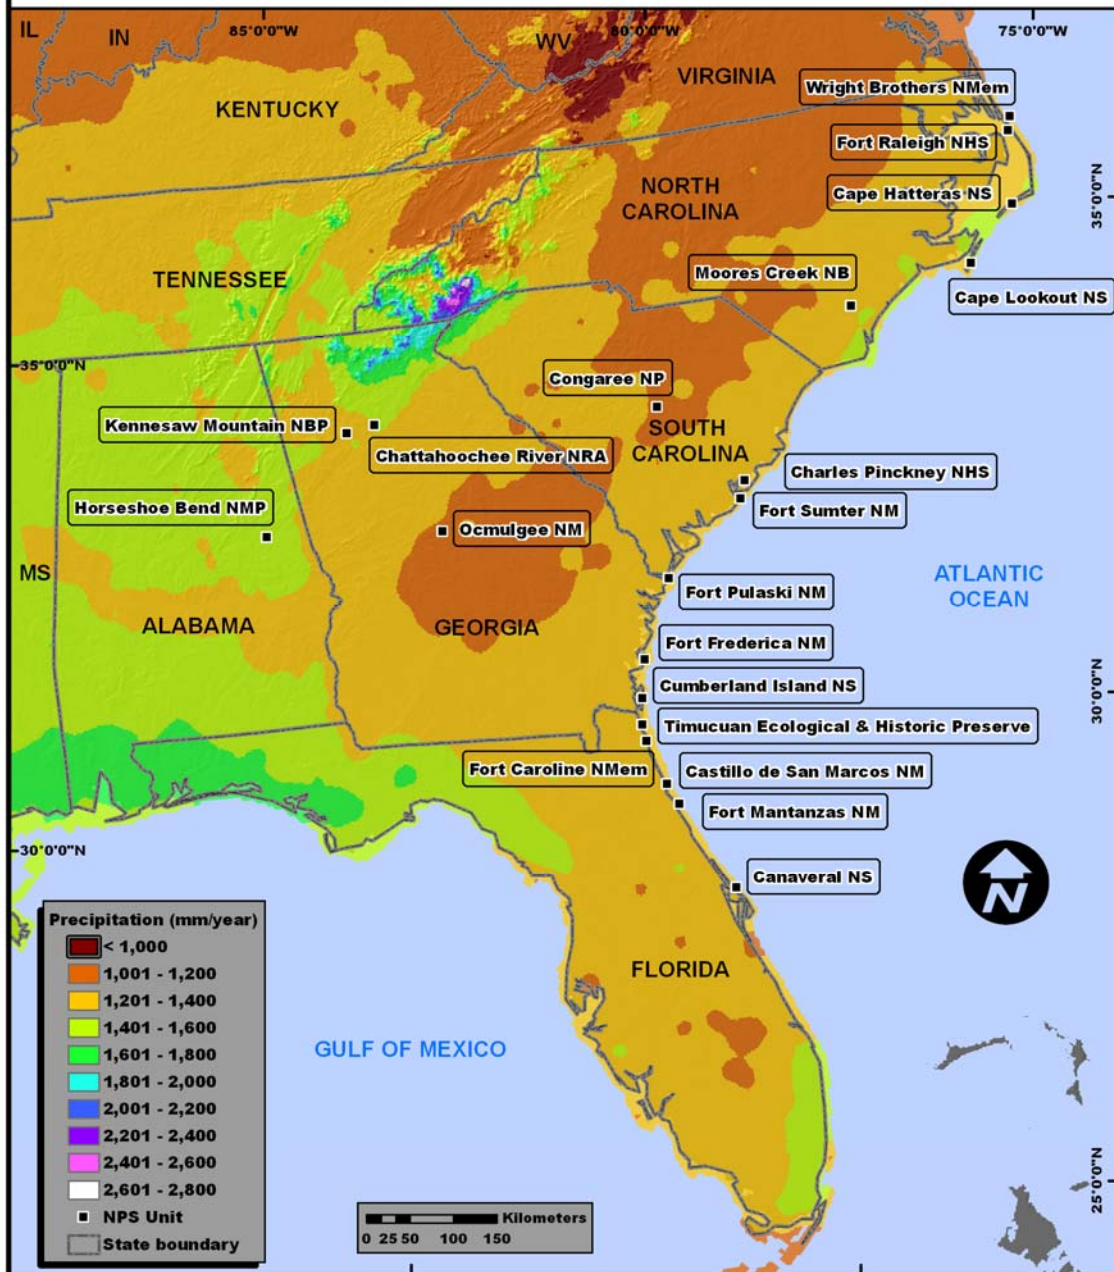 IL
IN
85°0'0"W
80°0'0"W
75°0'0"W
WV
VIRGINIA
KENTUCKY
Wright Brothers NMem
Fort Raleigh NHS
Cape Hatteras NS
NORTH
CAROLINA
35°0'0"N
TENNESSEE
Moores Creek NB
Cape Lookout NS
35°0'0"N
Congaree NP
Kennesaw Mountain NBP
SOUTH
CAROLINA
Chattahoochee River NRA
Charles Pinckney NHS
Horseshoe Bend NMP
Fort Sumter NM
Ocmulgee NM
MS
ATLANTIC
OCEAN
Fort Pulaski NM
ALABAMA
GEORGIA
Fort Frederica NM
Cumberland Island NS
30°0'0"N
Timucuan Ecological & Historic Preserve
Fort Caroline NMem
Castillo de San Marcos NM
Fort Mantanzas NM
30°0'0"N
Canaveral NS
N
FLORIDA
GULF OF MEXICO
25°0'0"N
Precipitation (mm/year)
< 1,000
1,001 - 1,200
1,201 - 1,400
1,401 - 1,600
1,601 - 1,800
1,801 - 2,000
2,001 - 2,200
2,201 - 2,400
2,401 - 2,600
2,601 - 2,800
NPS Unit
State boundary
Kilometers
0 25 50 100 150